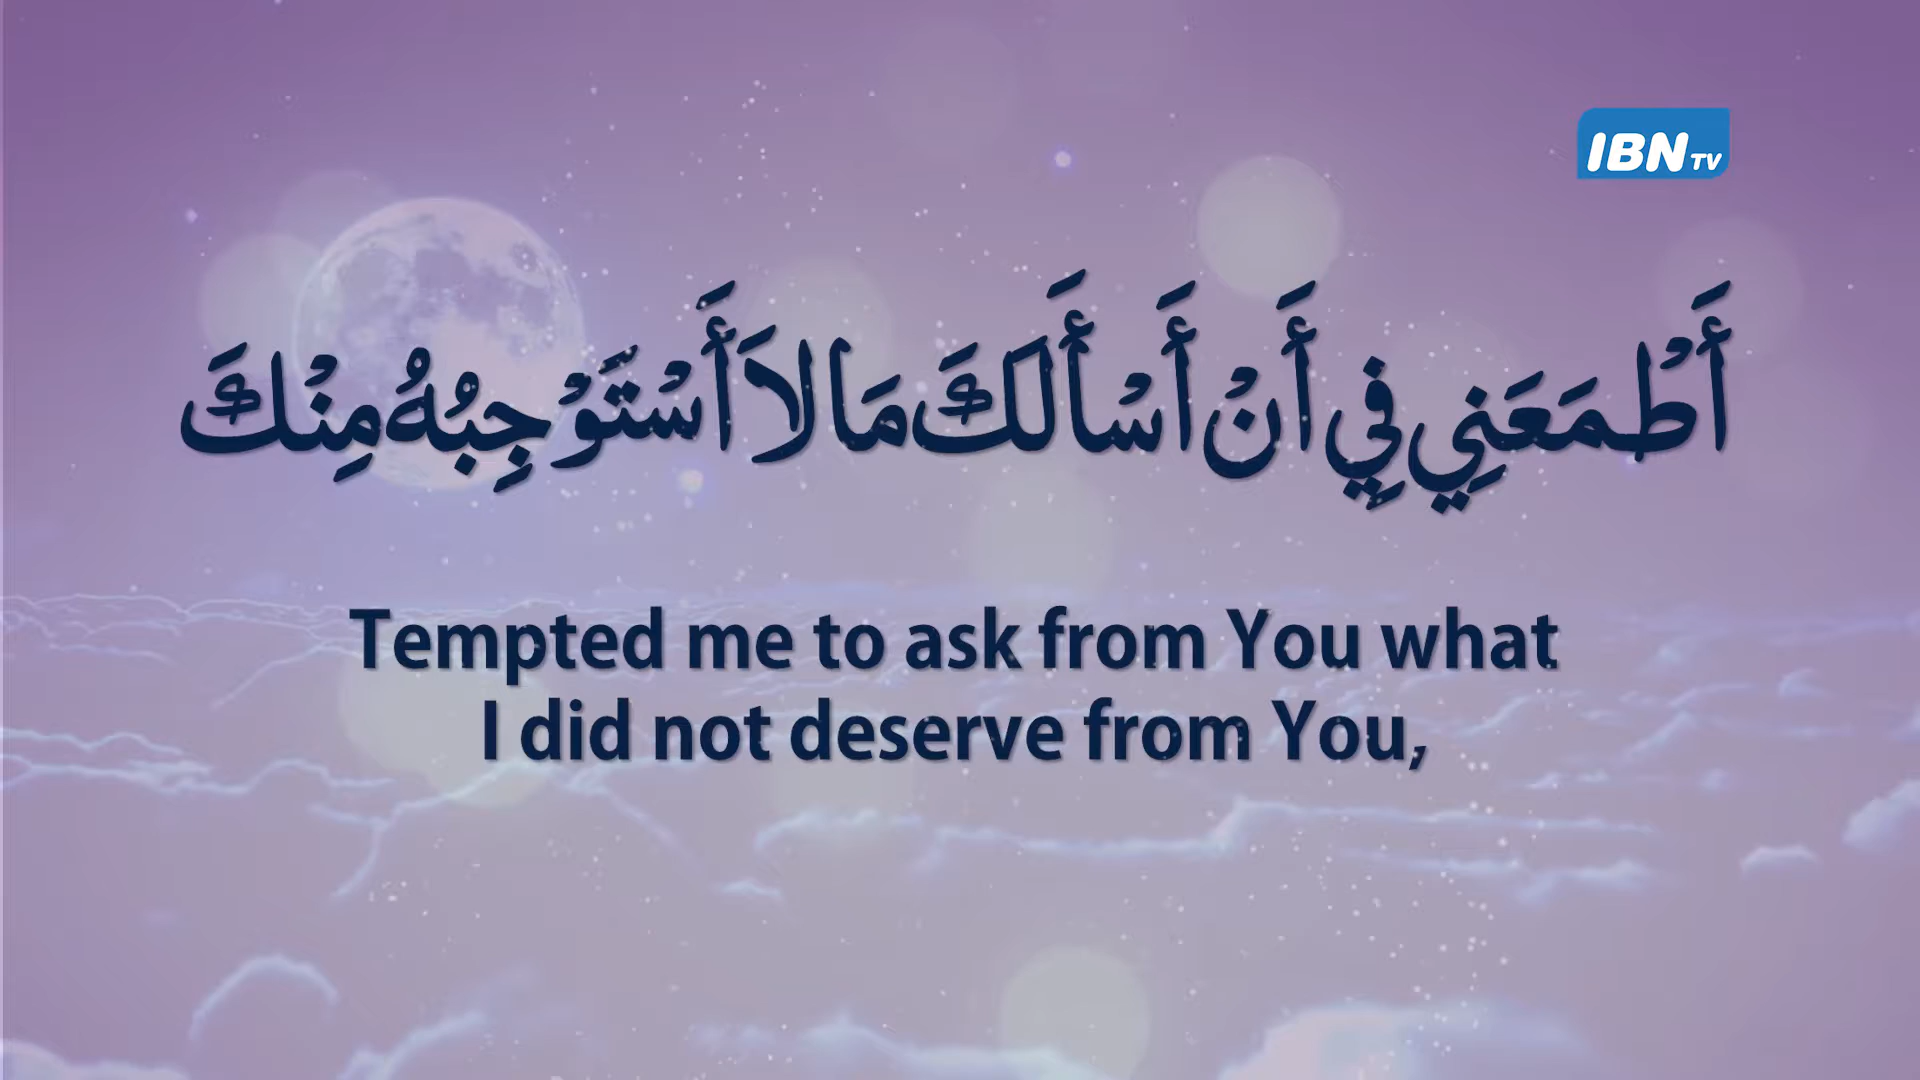 IBN TV
أَطْمَعَنِي فِي أَنْ أَسْأَلَكَ مَا لاَ أَسْتَوْجِبُهُ مِنْكَ
Tempted me to ask from You what
I did not deserve from You,